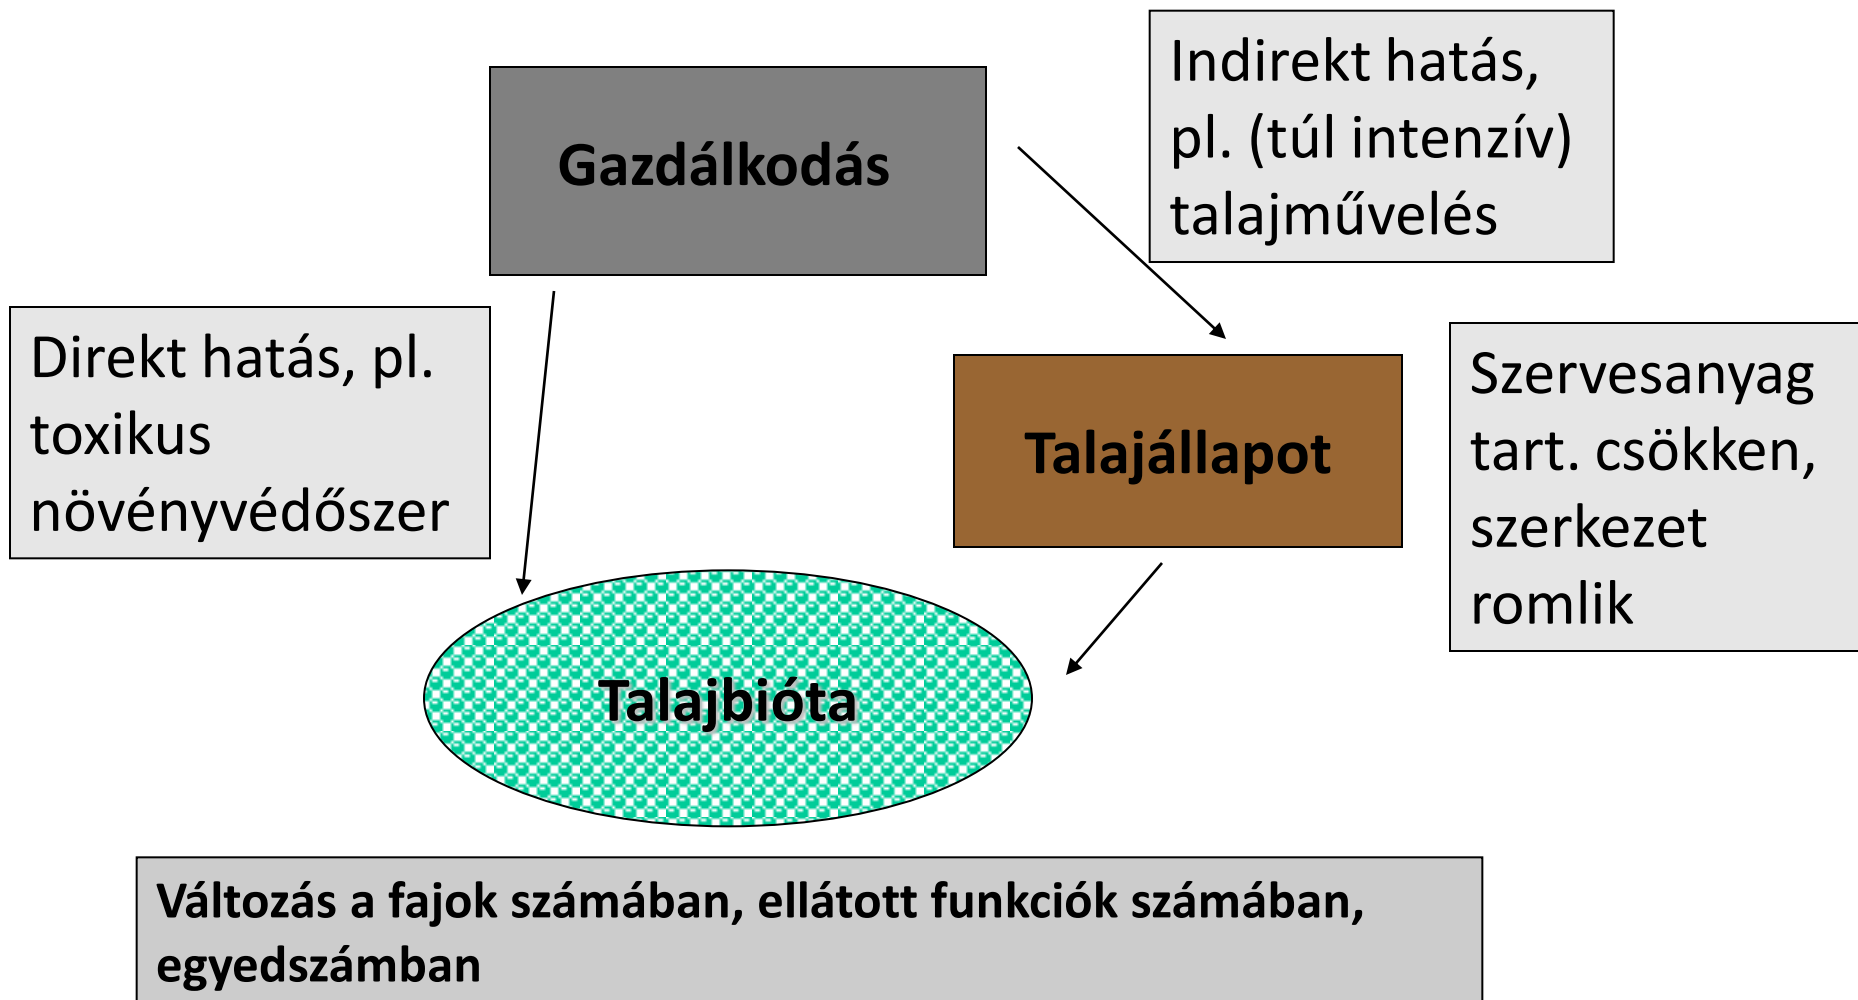 Indirekt hatás,
pl. (túl intenzív)
talajművelés
Gazdálkodás
Direkt hatás, pl.
toxikus
növényvédőszer
Talajállapot
Szervesanyag
tart. csökken,
szerkezet
romlik
Talajbióta
Változás a fajok számában, ellátott funkciók számában,
egyedszámban